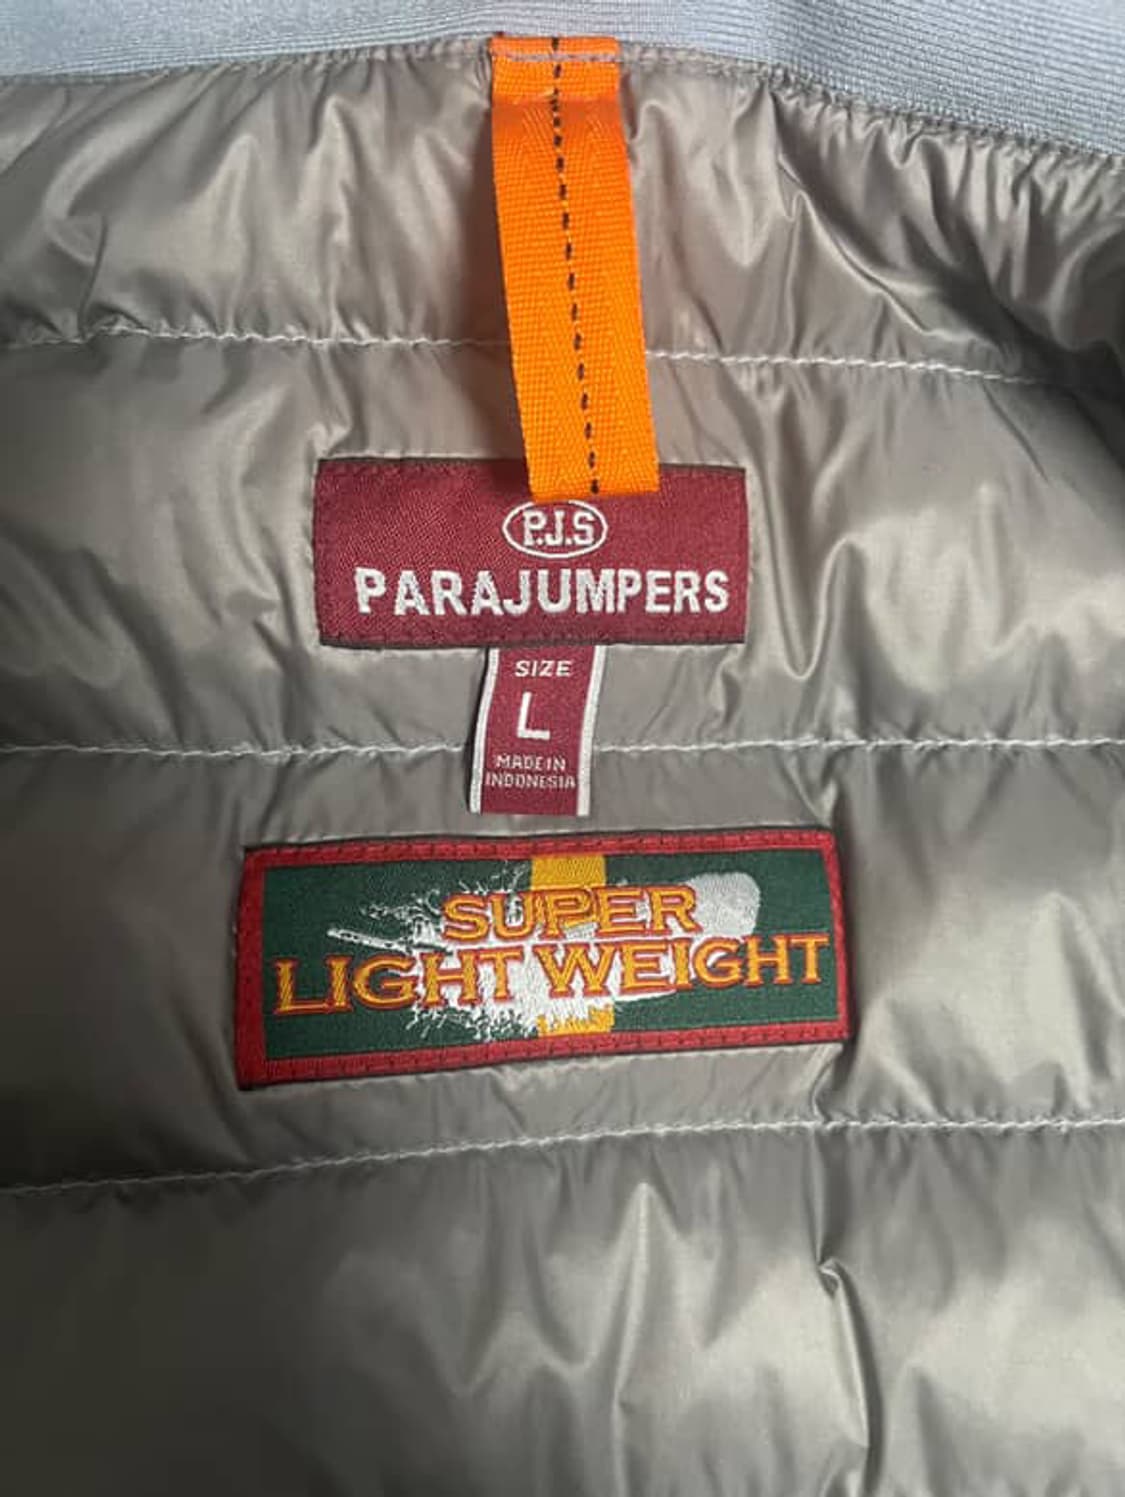 P.J.S
PARAJUMPERS
SIZE
L
MADE IN
INDONESIA
SUPER
LIGHT WEIGHT